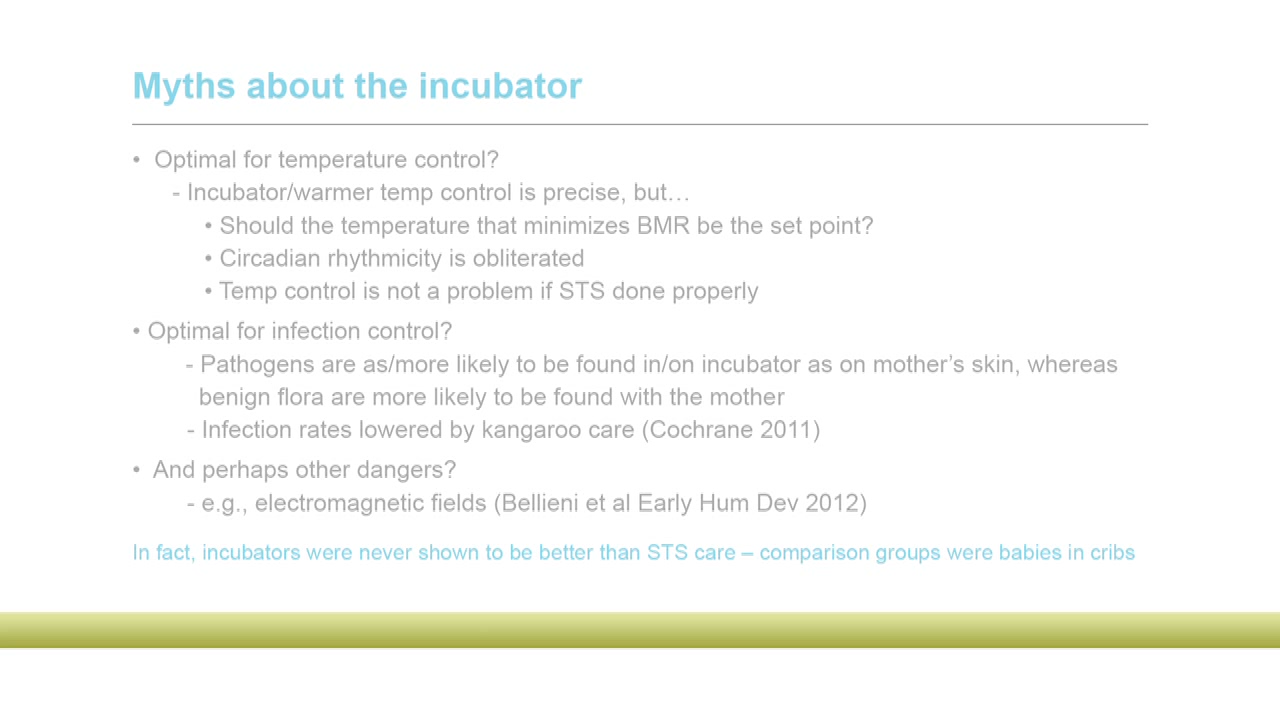 Myths about the incubator
• Optimal for temperature control?
- Incubator/warmer temp control is precise, but…
• Should the temperature that minimizes BMR be the set point?
• Circadian rhythmicity is obliterated
• Temp control is not a problem if STS done properly
• Optimal for infection control?
- Pathogens are as/more likely to be found in/on incubator as on mother’s skin, whereas
benign flora are more likely to be found with the mother
- Infection rates lowered by kangaroo care (Cochrane 2011)
• And perhaps other dangers?
- e.g., electromagnetic fields (Bellieni et al Early Hum Dev 2012)
In fact, incubators were never shown to be better than STS care – comparison groups were babies in cribs